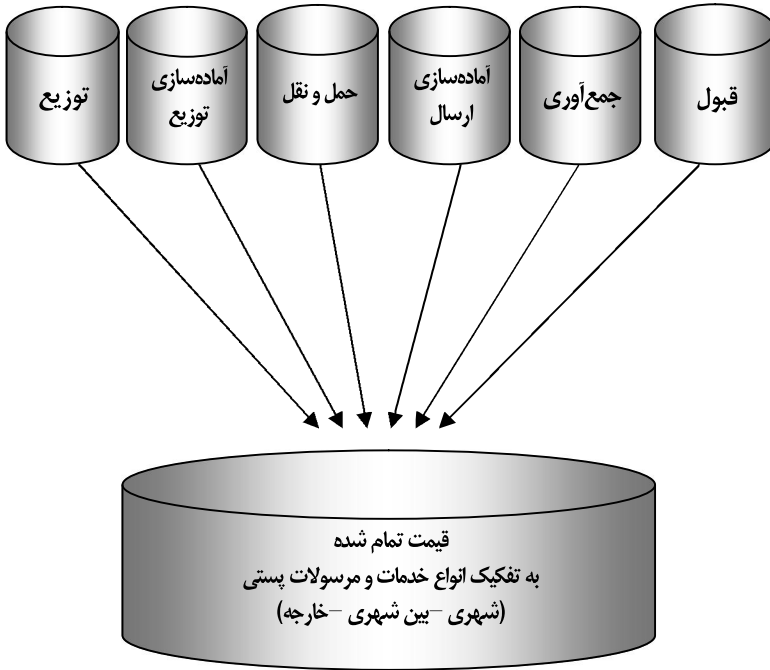 قبول
جمع‌آوری
آماده‌سازی
ارسال
حمل و نقل
آماده‌سازی
توزیع
توزیع
قیمت تمام شده
به تفکیک انواع خدمات و مرسولات پستی
(شهری –بین شهری –خارجه)